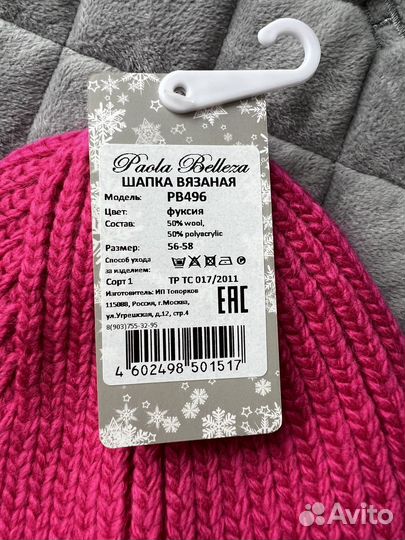 Paola Belleza
ШАПКА ВЯЗАНАЯ
Модель: PB496
Цвет: фуксия
Состав: 50% wool,
50% polyacrylic
Размер: 56-58
Способ ухода
за изделием:
Сорт 1 ТР ТС 017/2011
Изготовитель: ИП Топорков
115088, Россия, г.Москва,
ул.Угрешская, д.12, стр.4
8(903)755-32-95
EAC
4 602498 501517
Avito